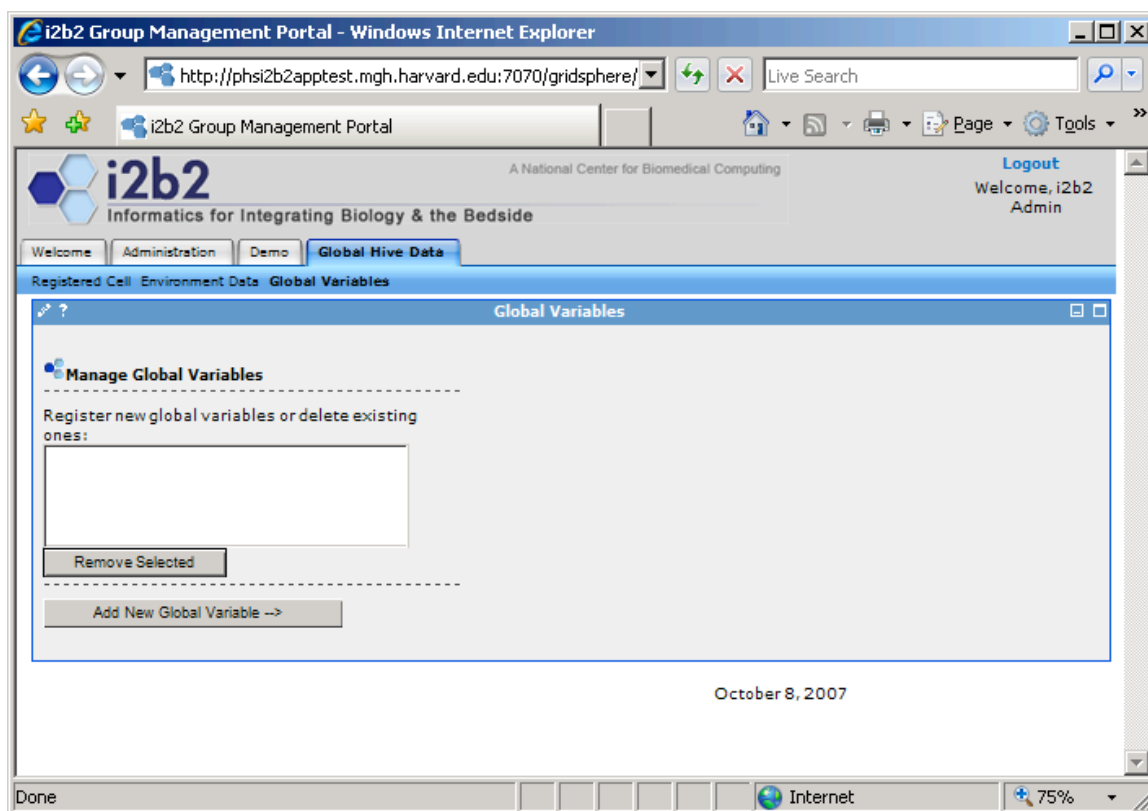 i2b2 Group Management Portal - Windows Internet Explorer
http://phsi2b2apptest.mgh.harvard.edu:7070/gridsphere/
Live Search
i2b2 Group Management Portal
Page Tools »
i2b2
A National Center for Biomedical Computing
Informatics for Integrating Biology & the Bedside
Logout
Welcome, i2b2
Admin
Welcome Administration Demo Global Hive Data
Registered Cell Environment Data Global Variables
? Global Variables
Manage Global Variables
Register new global variables or delete existing
ones:
Remove Selected
Add New Global Variable -->
October 8, 2007
Done Internet 75%